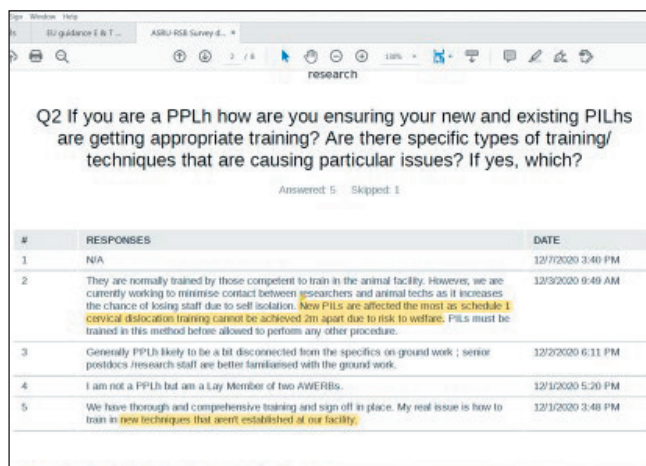 Sign Window Help
ls EU guidance E & T ... ASRU-RSB Survey d... ×
2 / 6
research
Q2 If you are a PPLh how are you ensuring your new and existing PILhs
are getting appropriate training? Are there specific types of training/
techniques that are causing particular issues? If yes, which?
Answered: 5 Skipped: 1
# RESPONSES DATE
1 N/A 12/7/2020 3:40 PM
2 They are normally trained by those competent to train in the animal facility. However, we are 12/3/2020 9:49 AM
currently working to minimise contact between researchers and animal techs as it increases
the chance of losing staff due to self isolation. New PILs are affected the most as schedule 1
cervical dislocation training cannot be achieved 2m apart due to risk to welfare. PILs must be
trained in this method before allowed to perform any other procedure.
3 Generally PPLh likely to be a bit disconnected from the specifics on ground work ; senior 12/2/2020 6:11 PM
postdocs /research staff are better familiarised with the ground work.
4 I am not a PPLh but am a Lay Member of two AWERBs. 12/1/2020 5:20 PM
5 We have thorough and comprehensive training and sign off in place. My real issue is how to 12/1/2020 3:48 PM
train in new techniques that aren't established at our facility.